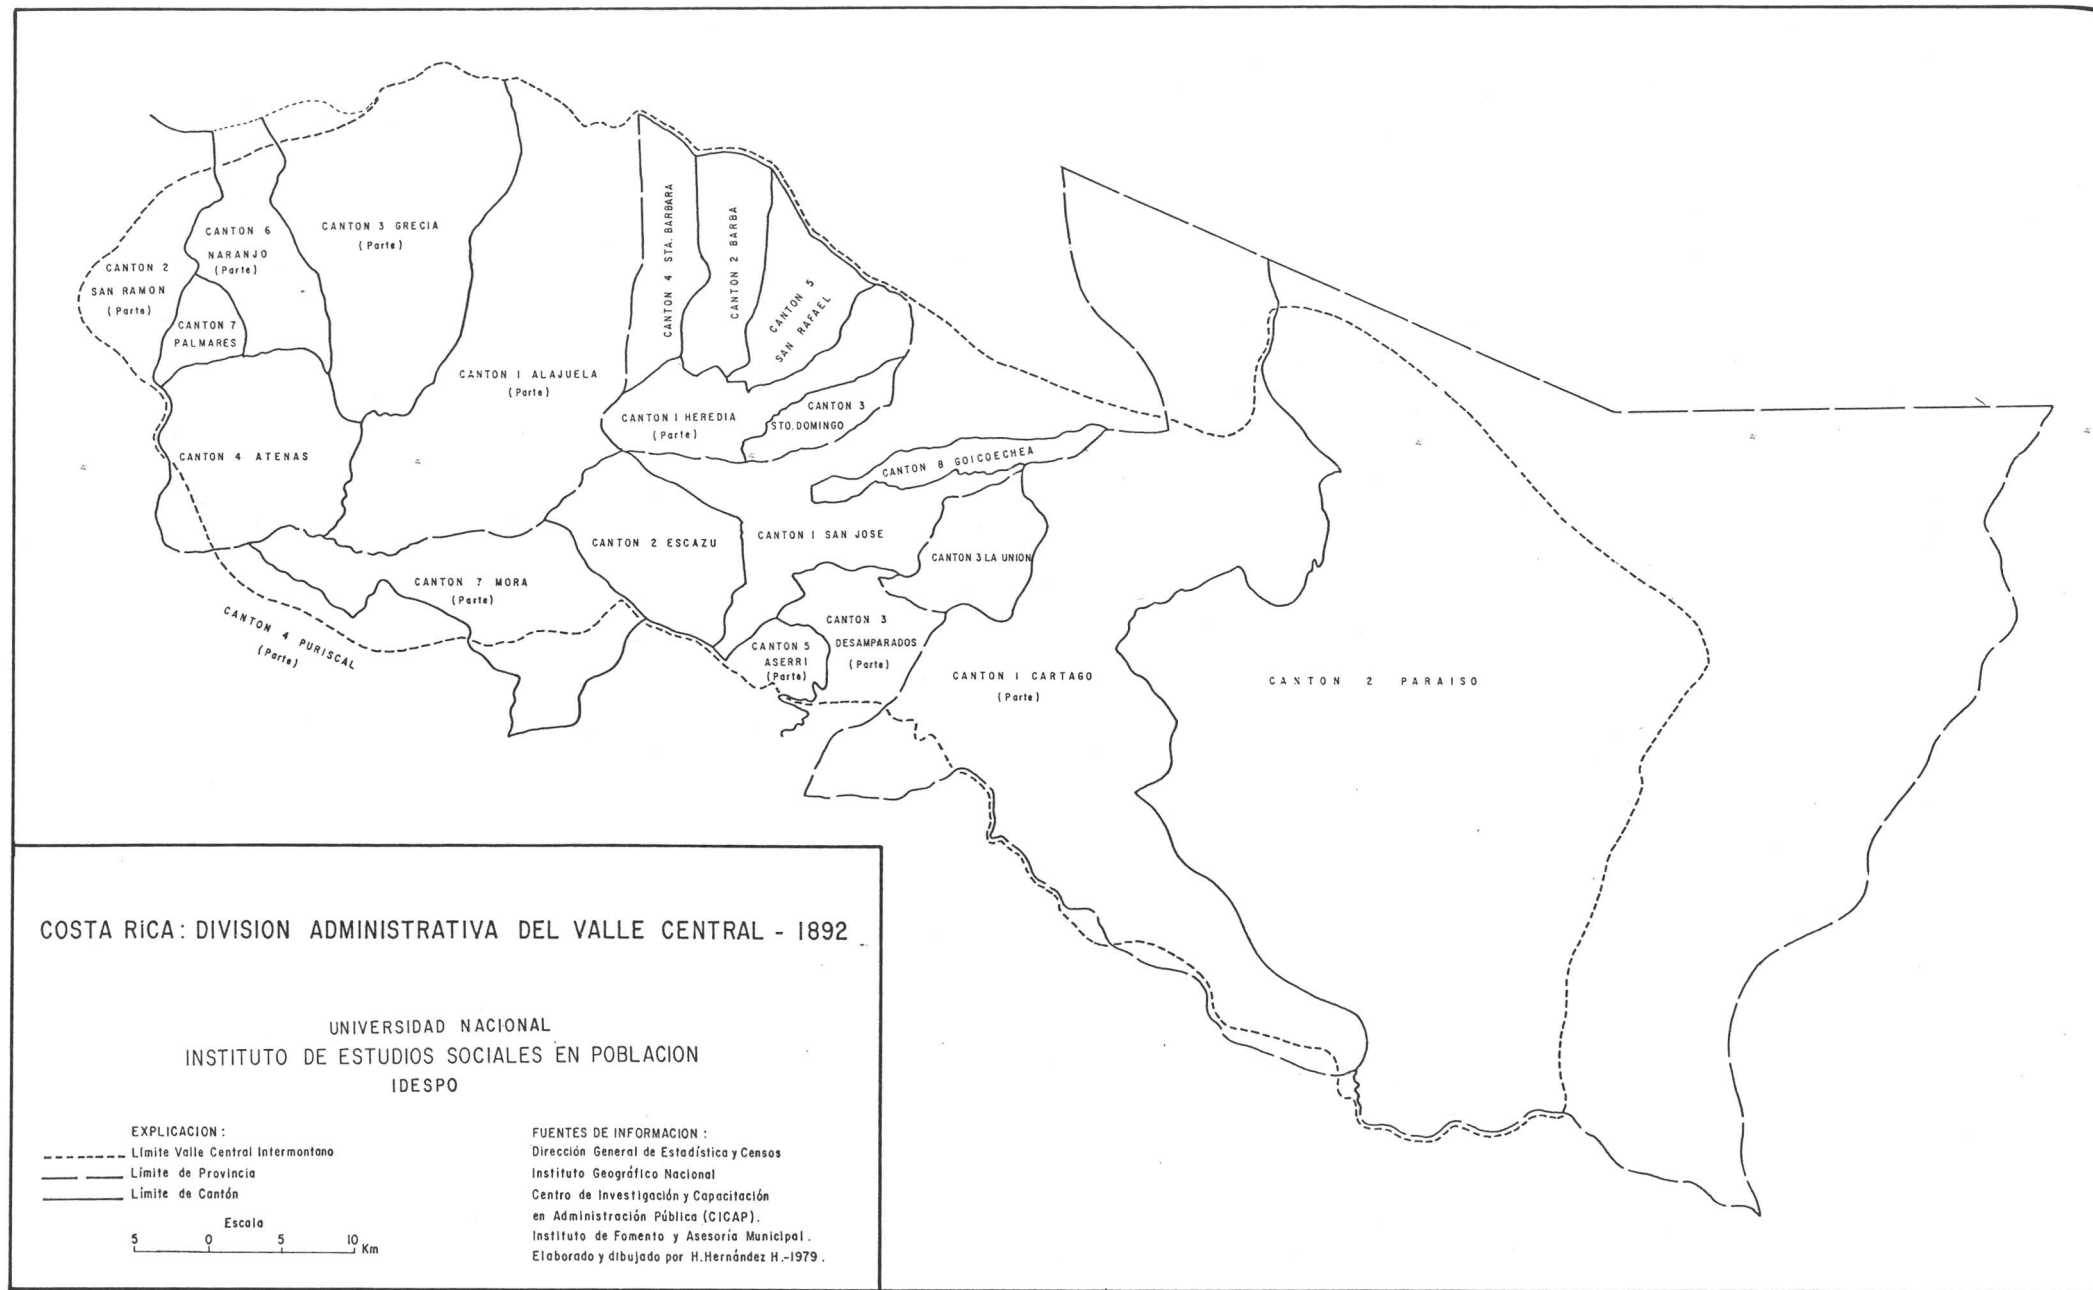 CANTON 6
NARANJO
(Parte)
CANTON 3 GRECIA
(Parte)
CANTON 2
SAN RAMON
(Parte)
CANTON 7
PALMARES
CANTON 4 STA. BARBARA
CANTON 2 BARBA
CANTON 5
SAN RAFAEL
CANTON 1 ALAJUELA
(Parte)
CANTON 1 HEREDIA
(Parte)
CANTON 3
STO. DOMINGO
CANTON 4 ATENAS
CANTON 8 GOICOECHEA
CANTON 2 ESCAZU
CANTON 1 SAN JOSE
CANTON 3 LA UNION
CANTON 7 MORA
(Parte)
CANTON 4 PURISCAL
(Parte)
CANTON 3
DESAMPARADOS
(Parte)
CANTON 5
ASERRI
(Parte)
CANTON 1 CARTAGO
(Parte)
CANTON 2 PARAISO
COSTA RiCA: DIVISION ADMINISTRATIVA DEL VALLE CENTRAL - 1892
UNIVERSIDAD NACIONAL
INSTITUTO DE ESTUDIOS SOCIALES EN POBLACION
IDESPO
EXPLICACION:
Límite Valle Central Intermontano
Límite de Provincia
Límite de Cantón
Escala
5 0 5 10 Km
FUENTES DE INFORMACION:
Dirección General de Estadística y Censos
Instituto Geográfico Nacional
Centro de Investigación y Capacitación
en Administración Pública (CICAP).
Instituto de Fomento y Asesoría Municipal.
Elaborado y dibujado por H.Hernández H.-1979.